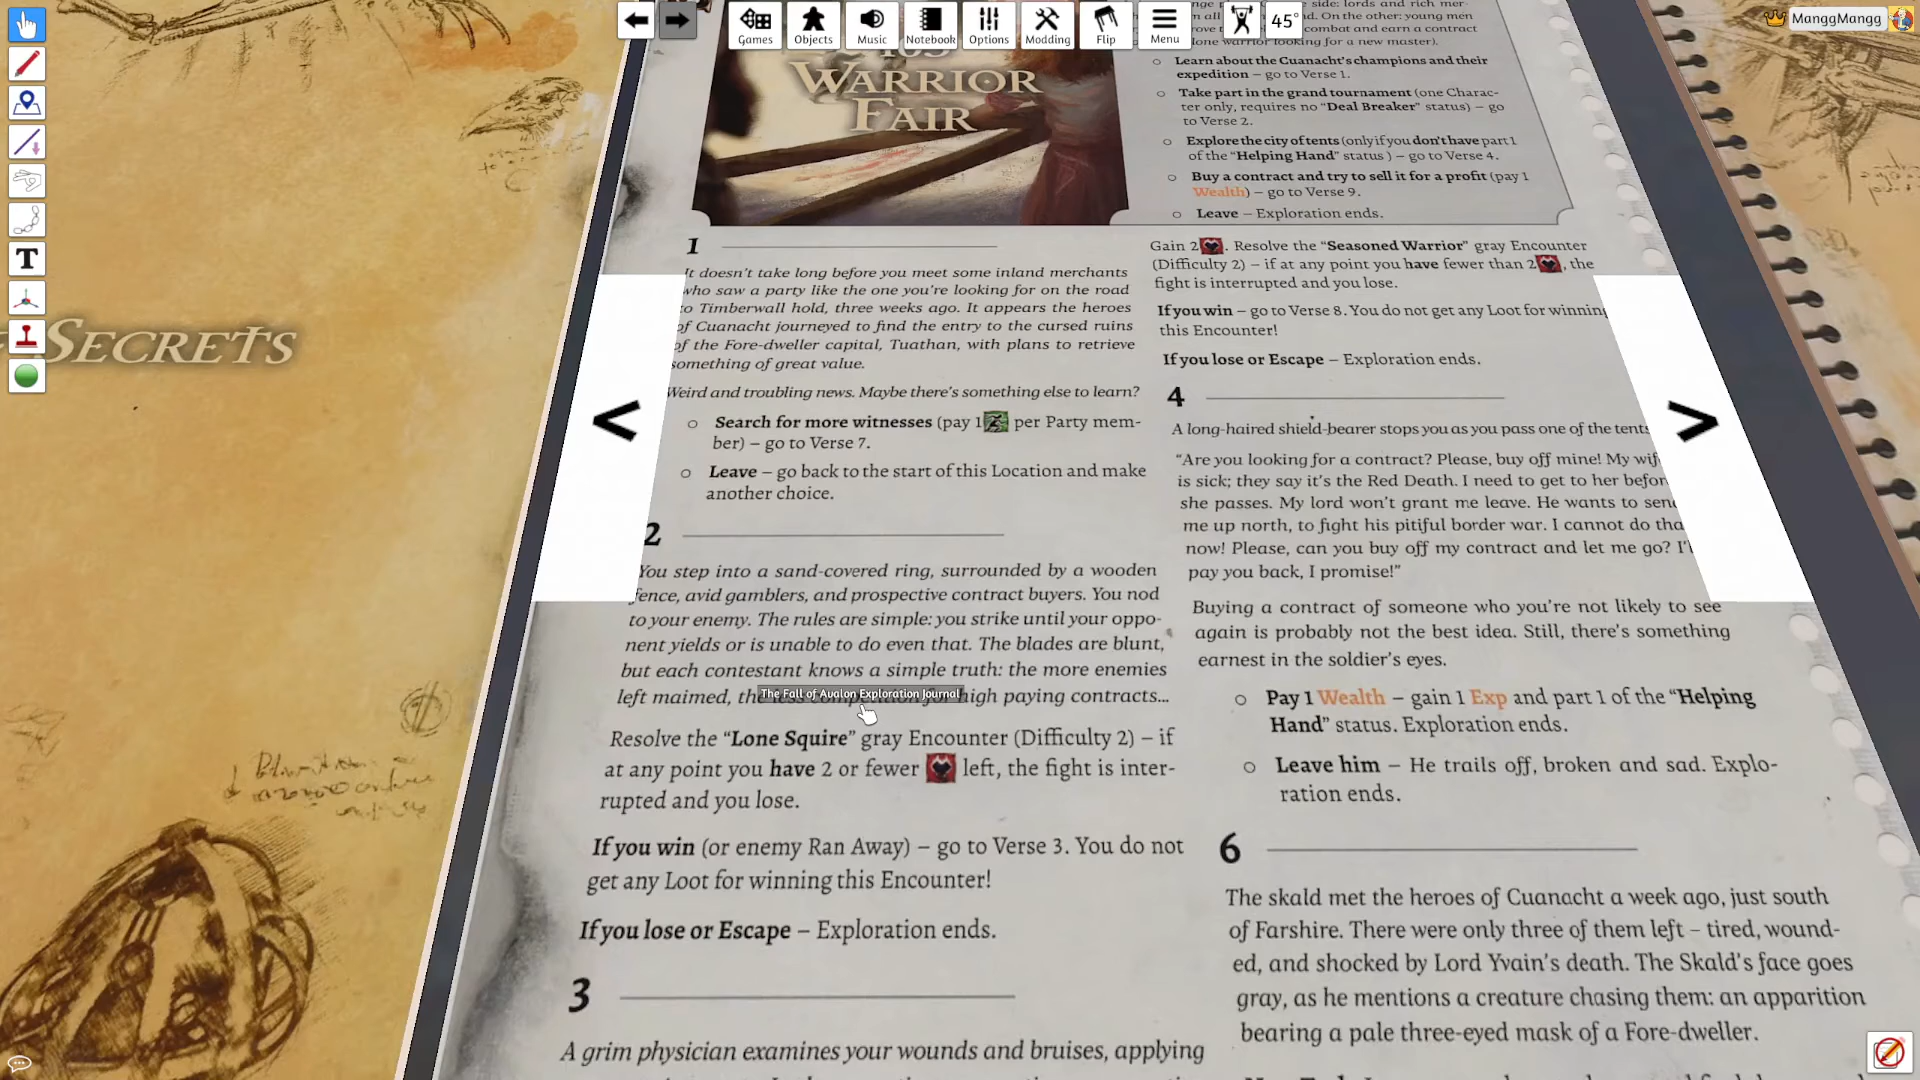 Games
Objects
Music
Notebook
Options
Modding
Flip
Menu
45°
ManggMangg
T
SECRETS
WARRIOR
FAIR
side: lords and rich mer-
On the other: young men
combat and earn a contract
lone warrior looking for a new master).
Learn about the Cuanacht's champions and their
expedition – go to Verse 1.
Take part in the grand tournament (one Charac-
ter only, requires no "Deal Breaker" status) – go
to Verse 2.
Explore the city of tents (only if you don't have part 1
of the "Helping Hand" status ) – go to Verse 4.
Buy a contract and try to sell it for a profit (pay 1
Wealth) – go to Verse 9.
Leave – Exploration ends.
1
It doesn't take long before you meet some inland merchants
who saw a party like the one you're looking for on the road
to Timberwall hold, three weeks ago. It appears the heroes
of Cuanacht journeyed to find the entry to the cursed ruins
of the Fore-dweller capital, Tuathan, with plans to retrieve
something of great value.
Weird and troubling news. Maybe there's something else to learn?
Search for more witnesses (pay 1 per Party mem-
ber) – go to Verse 7.
Leave – go back to the start of this Location and make
another choice.
<
2
You step into a sand-covered ring, surrounded by a wooden
fence, avid gamblers, and prospective contract buyers. You nod
to your enemy. The rules are simple: you strike until your oppo-
nent yields or is unable to do even that. The blades are blunt,
but each contestant knows a simple truth: the more enemies
left maimed, the less competition for high paying contracts...
The Fall of Avalon Exploration Journal
Resolve the "Lone Squire" gray Encounter (Difficulty 2) – if
at any point you have 2 or fewer left, the fight is inter-
rupted and you lose.
If you win (or enemy Ran Away) – go to Verse 3. You do not
get any Loot for winning this Encounter!
If you lose or Escape – Exploration ends.
3
A grim physician examines your wounds and bruises, applying
Gain 2. Resolve the "Seasoned Warrior" gray Encounter
(Difficulty 2) – if at any point you have fewer than 2, the
fight is interrupted and you lose.
If you win – go to Verse 8. You do not get any Loot for winning
this Encounter!
If you lose or Escape – Exploration ends.
4
A long-haired shield-bearer stops you as you pass one of the tents
"Are you looking for a contract? Please, buy off mine! My wif
is sick; they say it's the Red Death. I need to get to her befor
she passes. My lord won't grant me leave. He wants to sen
me up north, to fight his pitiful border war. I cannot do tha
now! Please, can you buy off my contract and let me go? I'
pay you back, I promise!"
>
Buying a contract of someone who you're not likely to see
again is probably not the best idea. Still, there's something
earnest in the soldier's eyes.
Pay 1 Wealth – gain 1 Exp and part 1 of the "Helping
Hand" status. Exploration ends.
Leave him – He trails off, broken and sad. Explo-
ration ends.
6
The skald met the heroes of Cuanacht a week ago, just south
of Farshire. There were only three of them left – tired, wound-
ed, and shocked by Lord Yvain's death. The Skald's face goes
gray, as he mentions a creature chasing them: an apparition
bearing a pale three-eyed mask of a Fore-dweller.